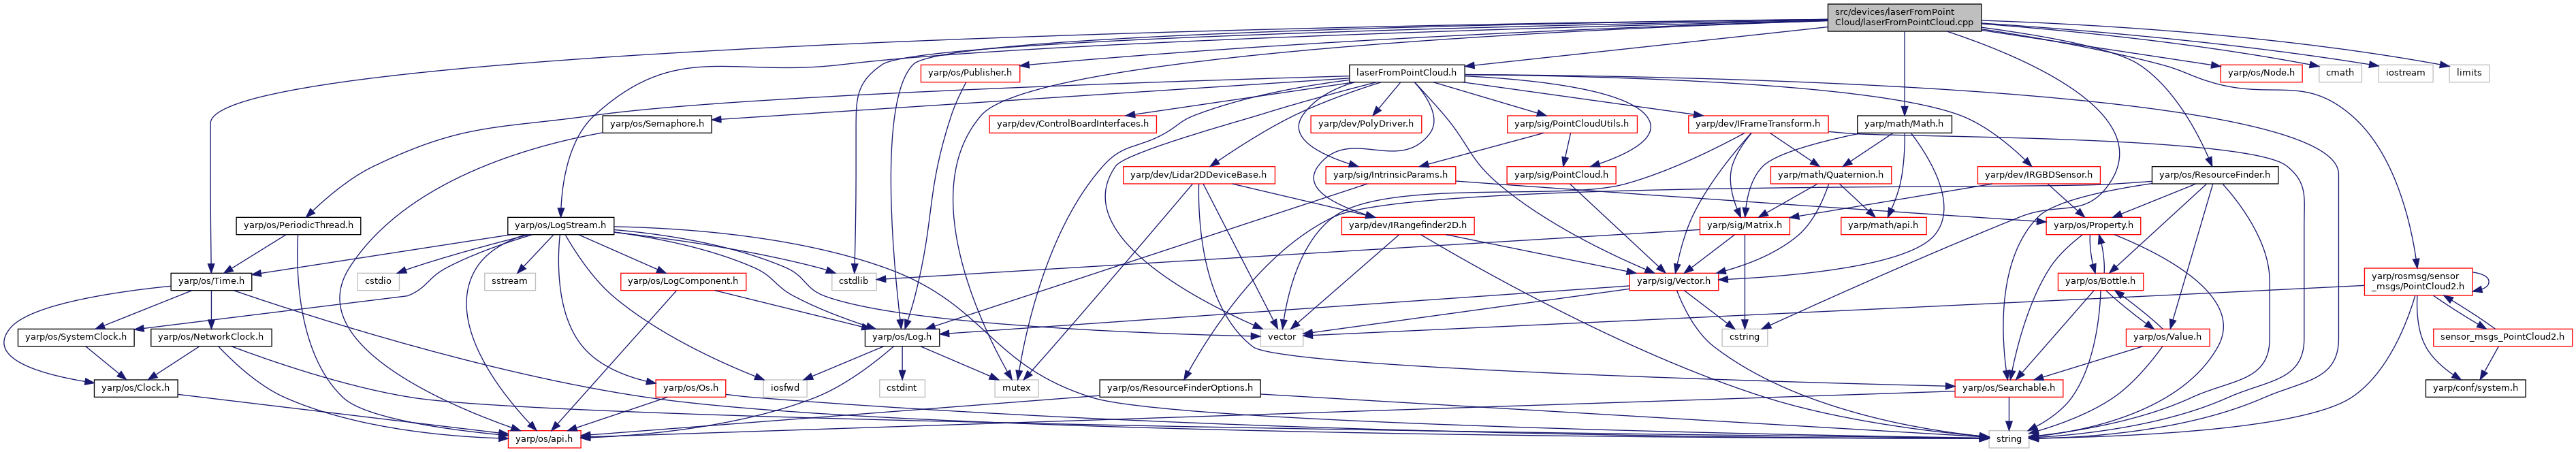 src/devices/laserFromPoint
Cloud/laserFromPointCloud.cpp
yarp/os/Publisher.h
laserFromPointCloud.h
yarp/os/Node.h
cmath
iostream
limits
yarp/os/Semaphore.h
yarp/dev/ControlBoardInterfaces.h
yarp/dev/PolyDriver.h
yarp/sig/PointCloudUtils.h
yarp/dev/IFrameTransform.h
yarp/math/Math.h
yarp/dev/Lidar2DDeviceBase.h
yarp/sig/IntrinsicParams.h
yarp/sig/PointCloud.h
yarp/math/Quaternion.h
yarp/dev/IRGBDSensor.h
yarp/os/ResourceFinder.h
yarp/os/PeriodicThread.h
yarp/os/LogStream.h
yarp/dev/IRangefinder2D.h
yarp/sig/Matrix.h
yarp/math/api.h
yarp/os/Property.h
yarp/os/Time.h
cstdio
sstream
yarp/os/LogComponent.h
cstdlib
yarp/sig/Vector.h
yarp/os/Bottle.h
yarp/rosmsg/sensor
_msgs/PointCloud2.h
yarp/os/SystemClock.h
yarp/os/NetworkClock.h
yarp/os/Log.h
vector
cstring
yarp/os/Value.h
sensor_msgs_PointCloud2.h
yarp/os/Clock.h
yarp/os/Os.h
iosfwd
cstdint
mutex
yarp/os/ResourceFinderOptions.h
yarp/os/Searchable.h
yarp/conf/system.h
yarp/os/api.h
string